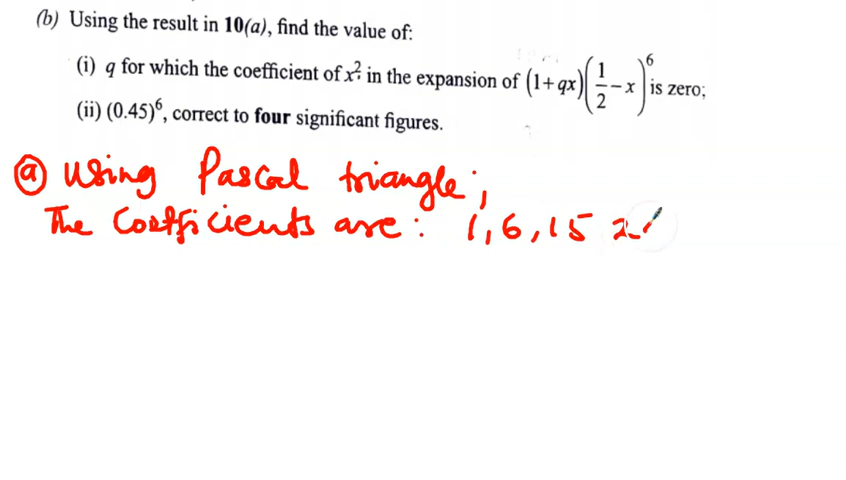 (b) Using the result in 10(a), find the value of:
(i) q for which the coefficient of x² in the expansion of (1+qx)(1/2 − x)⁶ is zero;
(ii) (0.45)⁶, correct to four significant figures.
ⓐ Using Pascal triangle;
The Coefficients are: 1, 6, 15